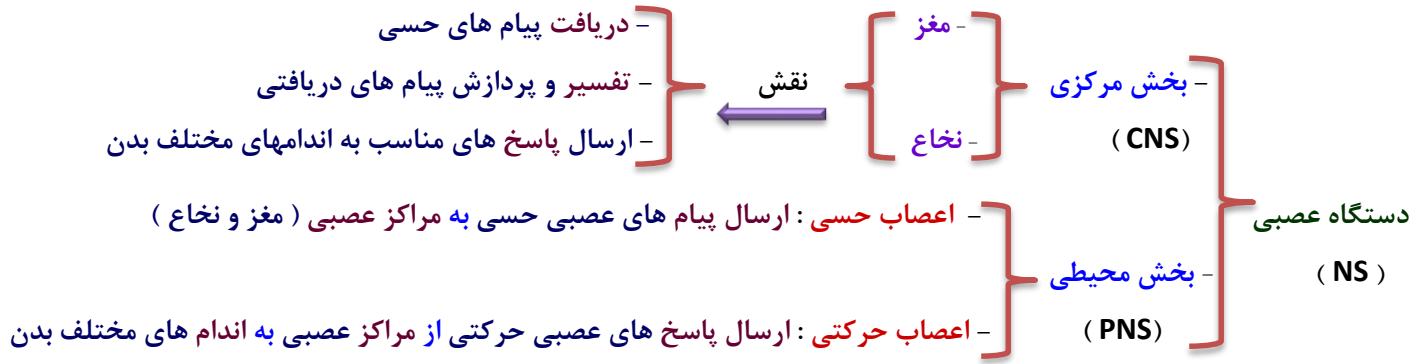 دستگاه عصبی
( NS )
- بخش مرکزی
( CNS)
- مغز
- نخاع
نقش
- دریافت پیام های حسی
- تفسیر و پردازش پیام های دریافتی
- ارسال پاسخ های مناسب به اندامهای مختلف بدن
- بخش محیطی
( PNS)
- اعصاب حسی : ارسال پیام های عصبی حسی به مراکز عصبی ( مغز و نخاع )
- اعصاب حرکتی : ارسال پاسخ های عصبی حرکتی از مراکز عصبی به اندام های مختلف بدن